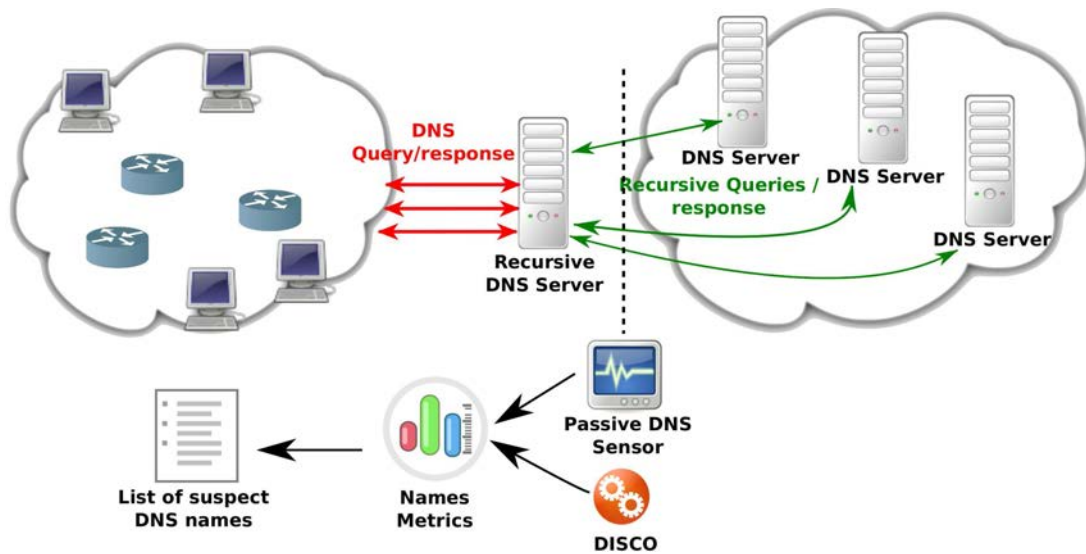 DNS
Query/response
Recursive
DNS Server
DNS Server
DNS Server
DNS Server
Recursive Queries /
response
Passive DNS
Sensor
DISCO
Names
Metrics
List of suspect
DNS names